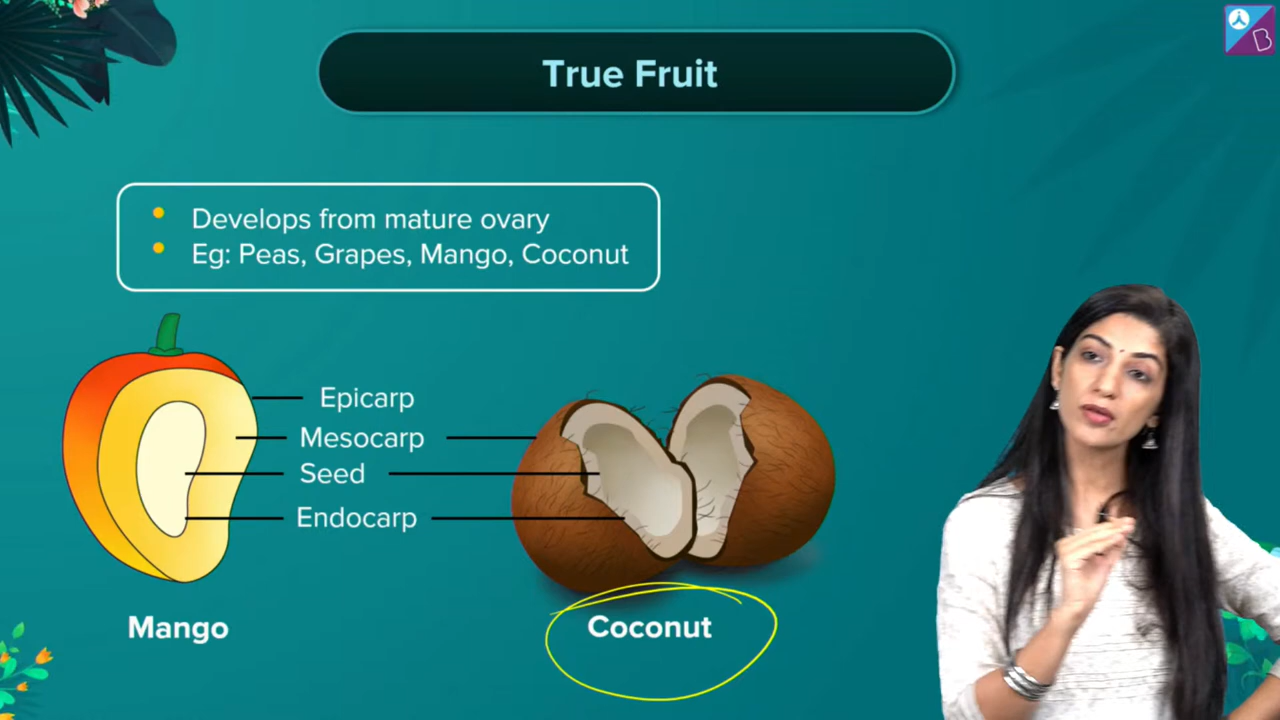 True Fruit
• Develops from mature ovary
• Eg: Peas, Grapes, Mango, Coconut
Epicarp
Mesocarp
Seed
Endocarp
Mango
Coconut
B